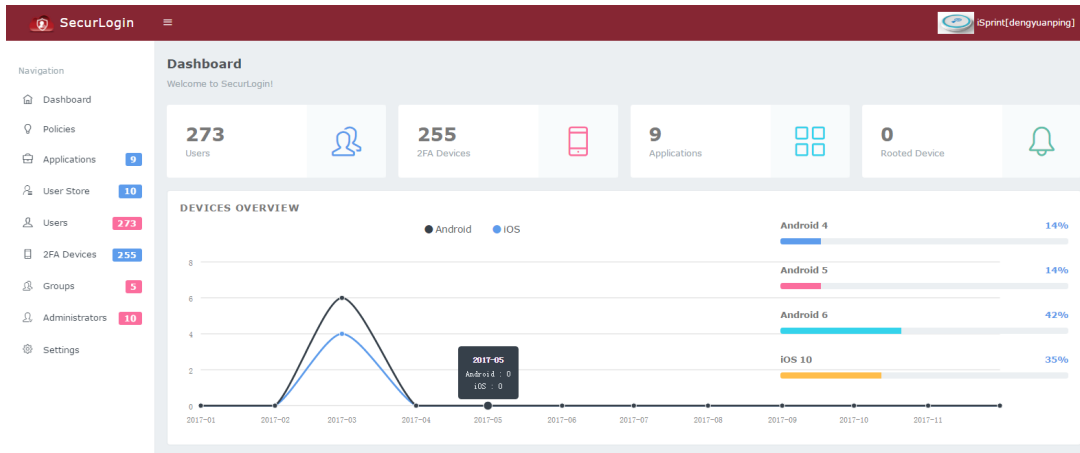 SecurLogin
iSprint[dengyuanping]
Navigation
Dashboard
Policies
Applications 9
User Store 10
Users 273
2FA Devices 255
Groups 5
Administrators 10
Settings
Dashboard
Welcome to SecurLogin!
273
Users
255
2FA Devices
9
Applications
0
Rooted Device
DEVICES OVERVIEW
Android iOS
8
6
4
2
0
2017-01 2017-02 2017-03 2017-04 2017-05 2017-06 2017-07 2017-08 2017-09 2017-10 2017-11
2017-05
Android : 0
iOS : 0
Android 4 14%
Android 5 14%
Android 6 42%
iOS 10 35%